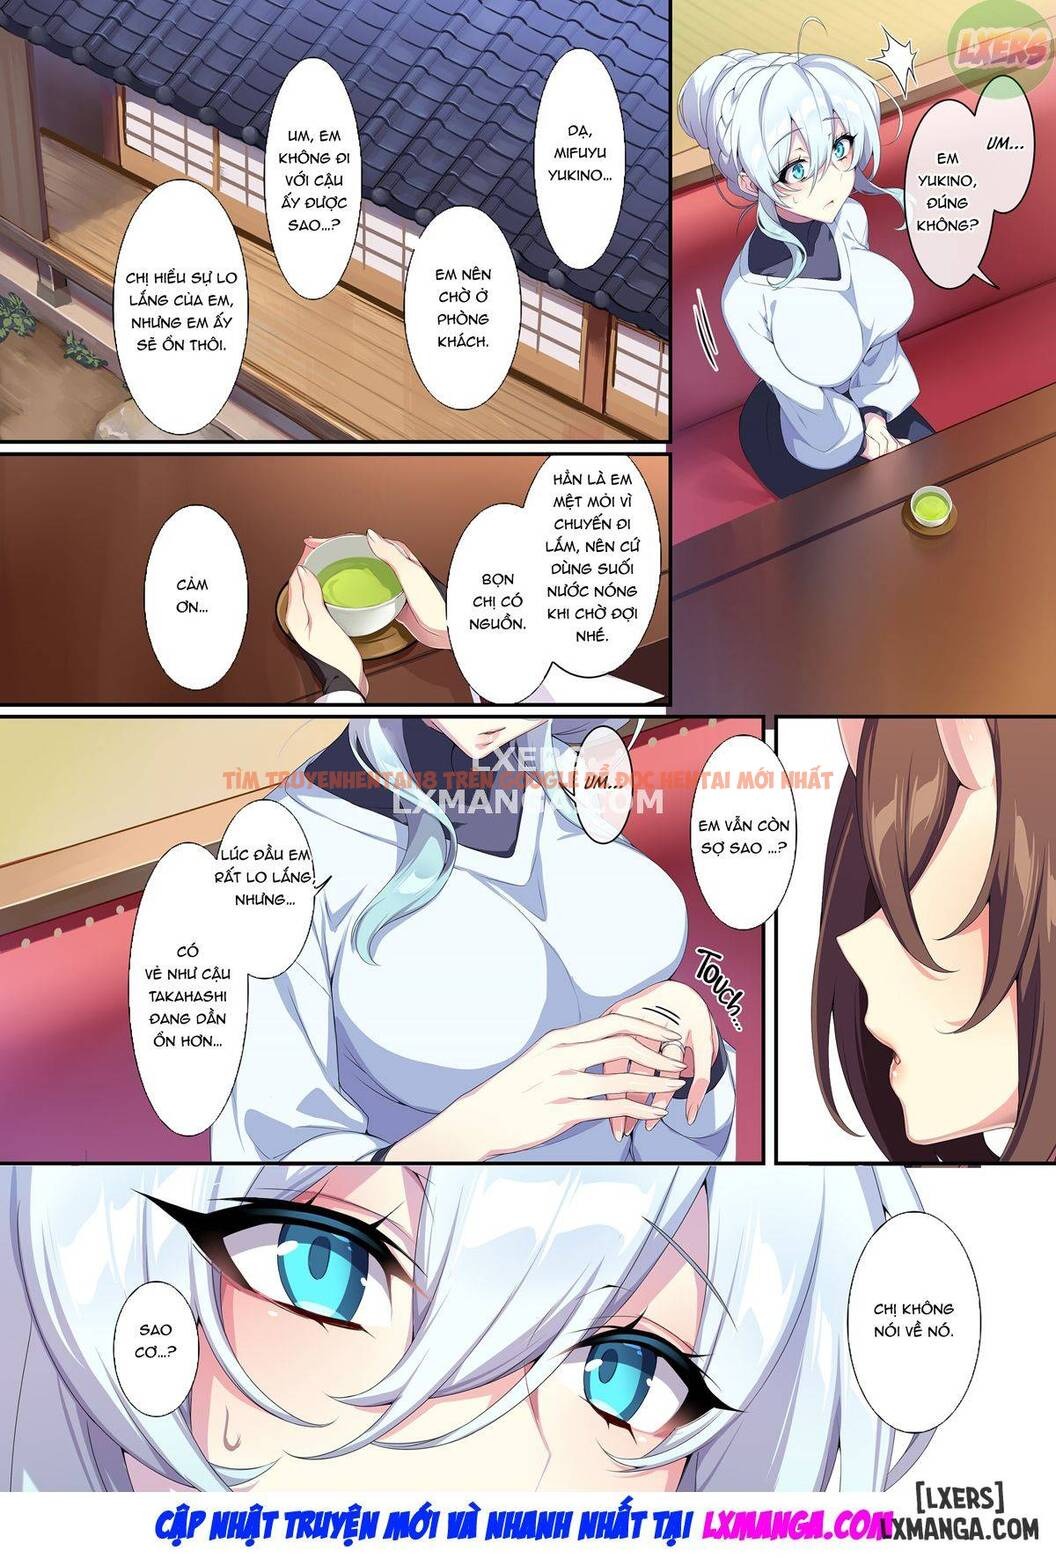 LXERS
UM...
EM
YUKINO,
ĐÚNG
KHÔNG?
DẠ,
MIFUYU
YUKINO...
UM, EM
KHÔNG ĐI
VỚI CẬU
ẤY ĐƯỢC
SAO...?
EM NÊN
CHỜ Ở
PHÒNG
KHÁCH.
CHỊ HIỂU SỰ LO
LẮNG CỦA EM,
NHƯNG EM ẤY
SẼ ỔN THÔI.
HẲN LÀ EM
MỆT MỎI VÌ
CHUYẾN ĐI
LẮM, NÊN CỨ
DÙNG SUỐI
NƯỚC NÓNG
KHI CHỜ ĐỢI
NHÉ.
BỌN
CHỊ CÓ
NGUỒN.
CẢM
ƠN...
LXERS
TÌM TRUYENHENTAI18 TRÊN GOOGLE ĐỂ ĐỌC HENTAI MỚI NHẤT
LXMANGA.COM
EM VẪN CÒN
SỢ SAO ...?
UM...
LÚC ĐẦU EM
RẤT LO LẮNG,
NHƯNG...
CÓ
VẺ NHƯ CẬU
TAKAHASHI
ĐANG DẦN
ỔN HƠN...
TOUCH...
CHỊ KHÔNG
NÓI VỀ NÓ.
SAO
CƠ...?
CẬP NHẬT TRUYỆN MỚI VÀ NHANH NHẤT TẠI LXMANGA.COM
[LXERS]
LXMANGA.COM